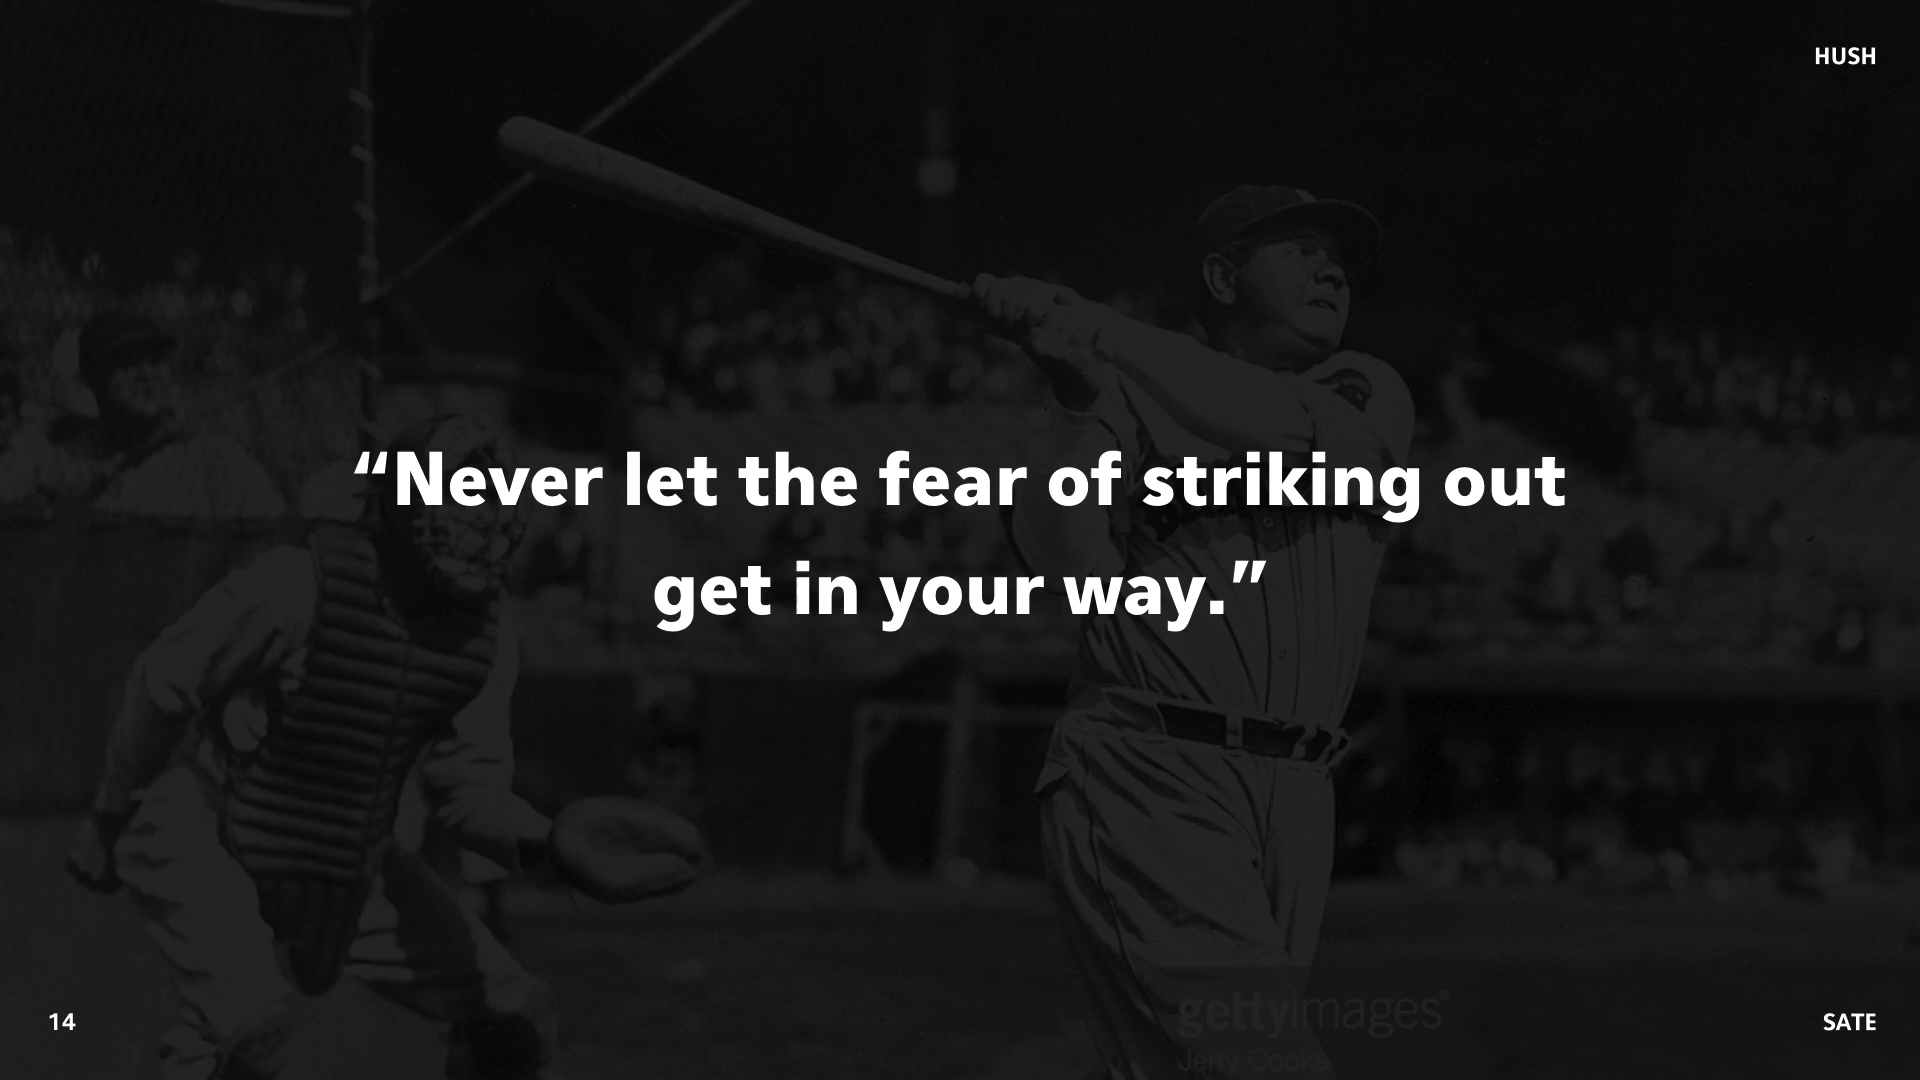 HUSH
“Never let the fear of striking out
get in your way.”
gettyimages®
Jerry Cooke
14
SATE